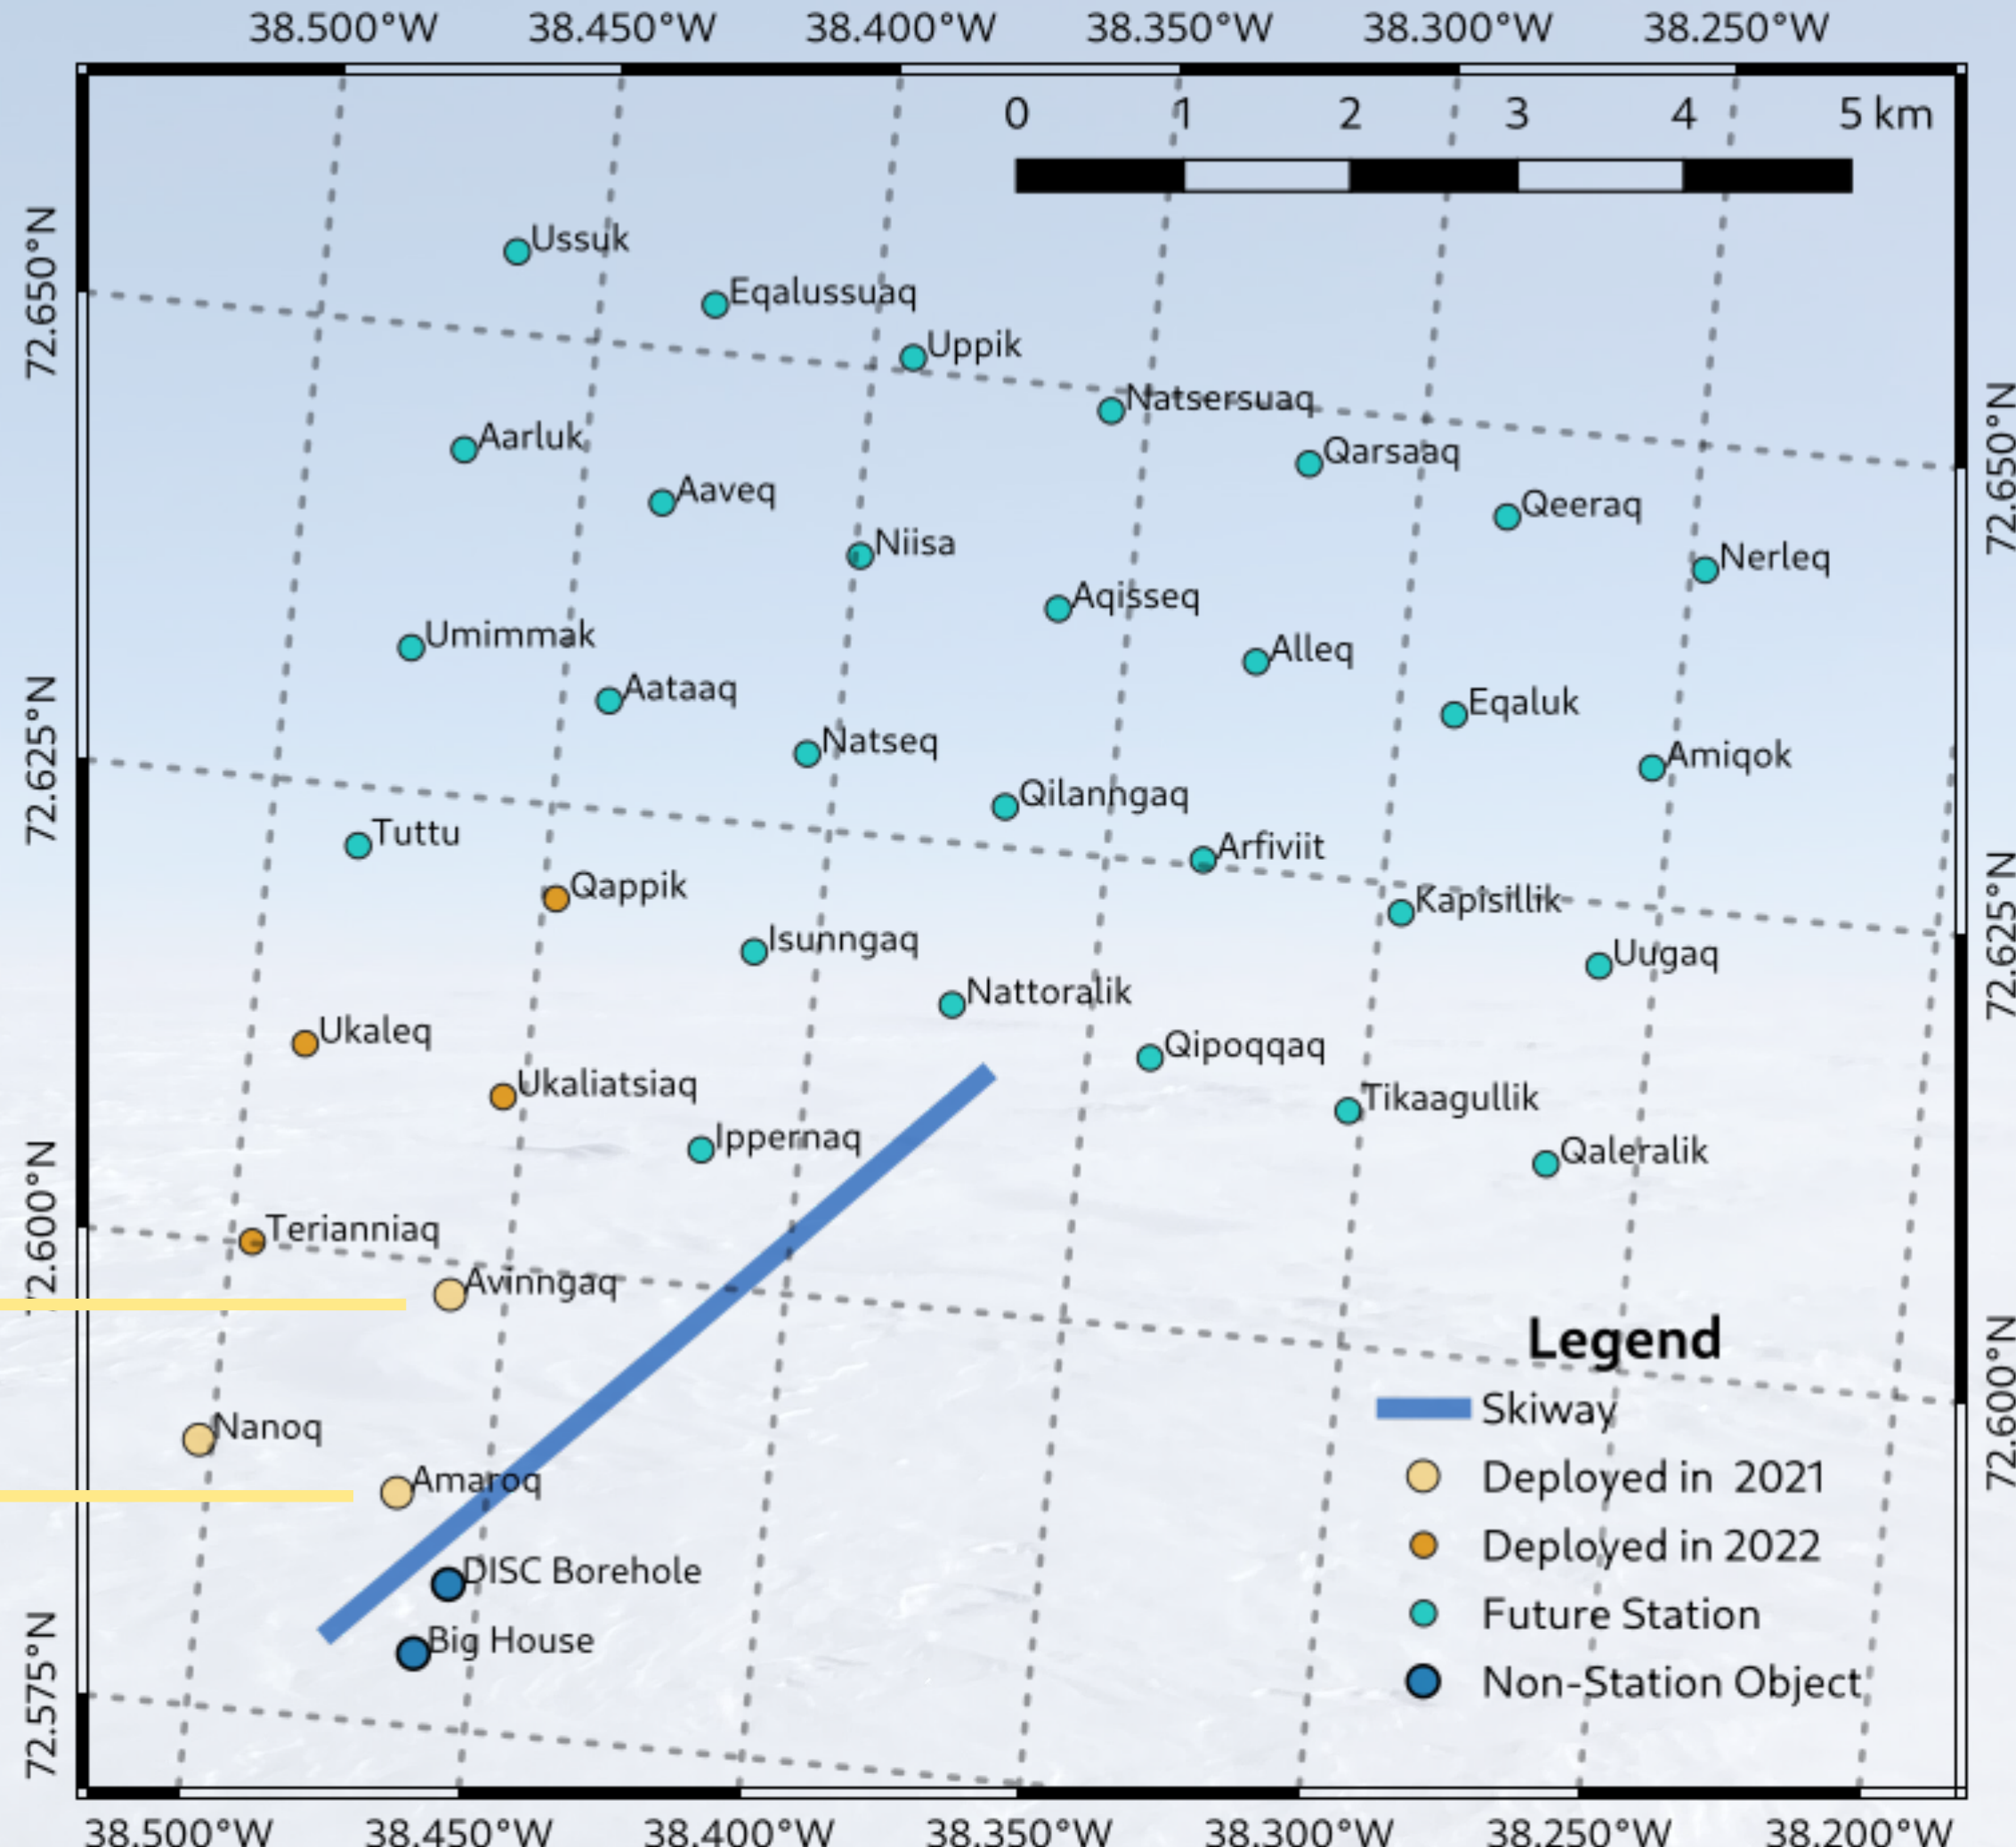 38.500°W 38.450°W 38.400°W 38.350°W 38.300°W 38.250°W
0 1 2 3 4 5 km
72.650°N
Ussuk
Eqalussuaq
Uppik
Natsersuaq
72.650°N
Aarluk
Qarsaaq
Aaveq
Qeeraq
Niisa
Nerleq
Aqisseq
Umimmak
Alleq
Aataaq
Eqaluk
72.625°N
Natseq
Amiqok
Qilanngaq
Tuttu
Arfiviit
Qappik
Kapisillik
72.625°N
Isunngaq
Uugaq
Nattoralik
Ukaleq
Qipoqqaq
Ukaliatsiaq
Tikaagullik
Ippernaq
Qaleralik
72.600°N
Terianniaq
Avinngaq
Legend
72.600°N
Skiway
Nanoq
Amaroq
Deployed in 2021
Deployed in 2022
DISC Borehole
Future Station
Big House
72.575°N
Non-Station Object
38.500°W 38.450°W 38.400°W 38.350°W 38.300°W 38.250°W 38.200°W